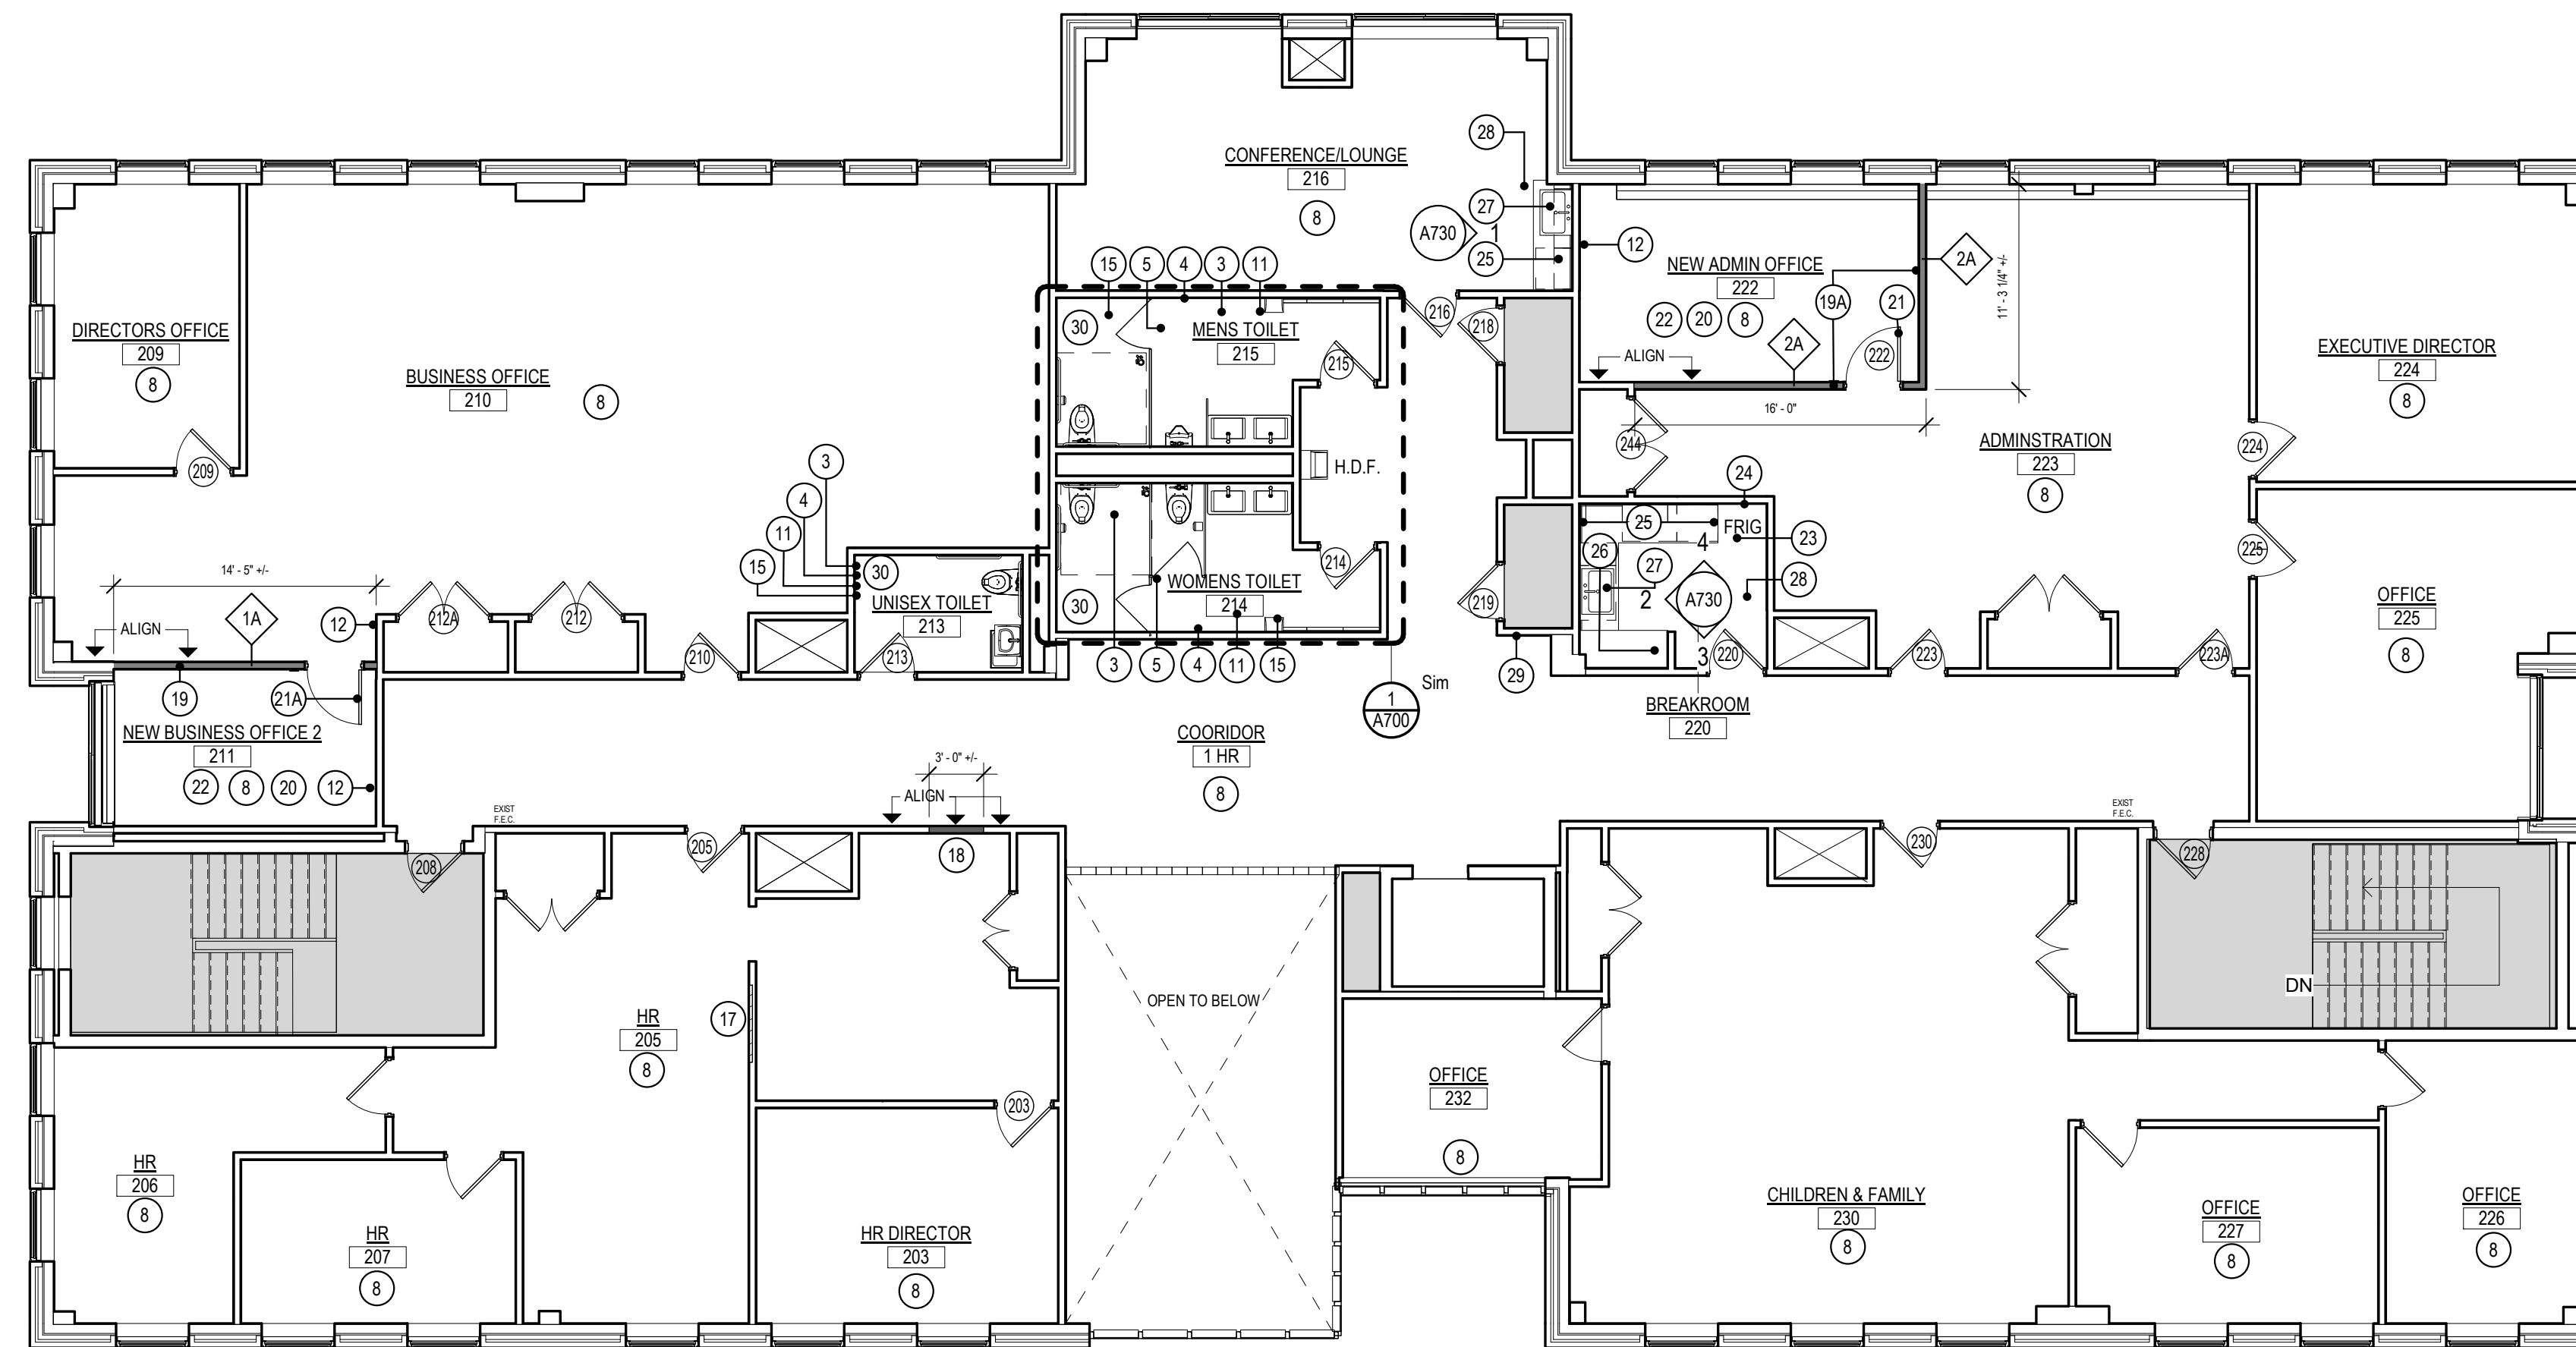 CONFERENCE/LOUNGE
216
8
28
27
A730
1
25
12
NEW ADMIN OFFICE
222
22
20
8
19A
21
2A
2A
222
ALIGN
11' - 3 1/4" +/-
16' - 0"
DIRECTORS OFFICE
209
8
209
BUSINESS OFFICE
210
8
15
5
4
3
11
30
MENS TOILET
215
215
216
218
H.D.F.
EXECUTIVE DIRECTOR
224
8
224
ADMINSTRATION
223
8
244
24
25
FRIG
23
4
26
27
28
2
A730
3
220
BREAKROOM
220
223
223A
225
OFFICE
225
8
3
4
11
15
30
UNISEX TOILET
213
213
30
WOMENS TOILET
214
214
3
5
4
11
15
219
29
1
A700
Sim
14' - 5" +/-
1A
ALIGN
12
212A
212
210
19
21A
NEW BUSINESS OFFICE 2
211
22
8
20
12
COORIDOR
1 HR
8
3' - 0" +/-
ALIGN
18
EXIST
F.E.C.
EXIST
F.E.C.
208
205
230
228
HR
205
8
17
OPEN TO BELOW
DN
203
OFFICE
232
8
HR
206
8
HR
207
8
HR DIRECTOR
203
8
CHILDREN & FAMILY
230
8
OFFICE
227
8
OFFICE
226
8